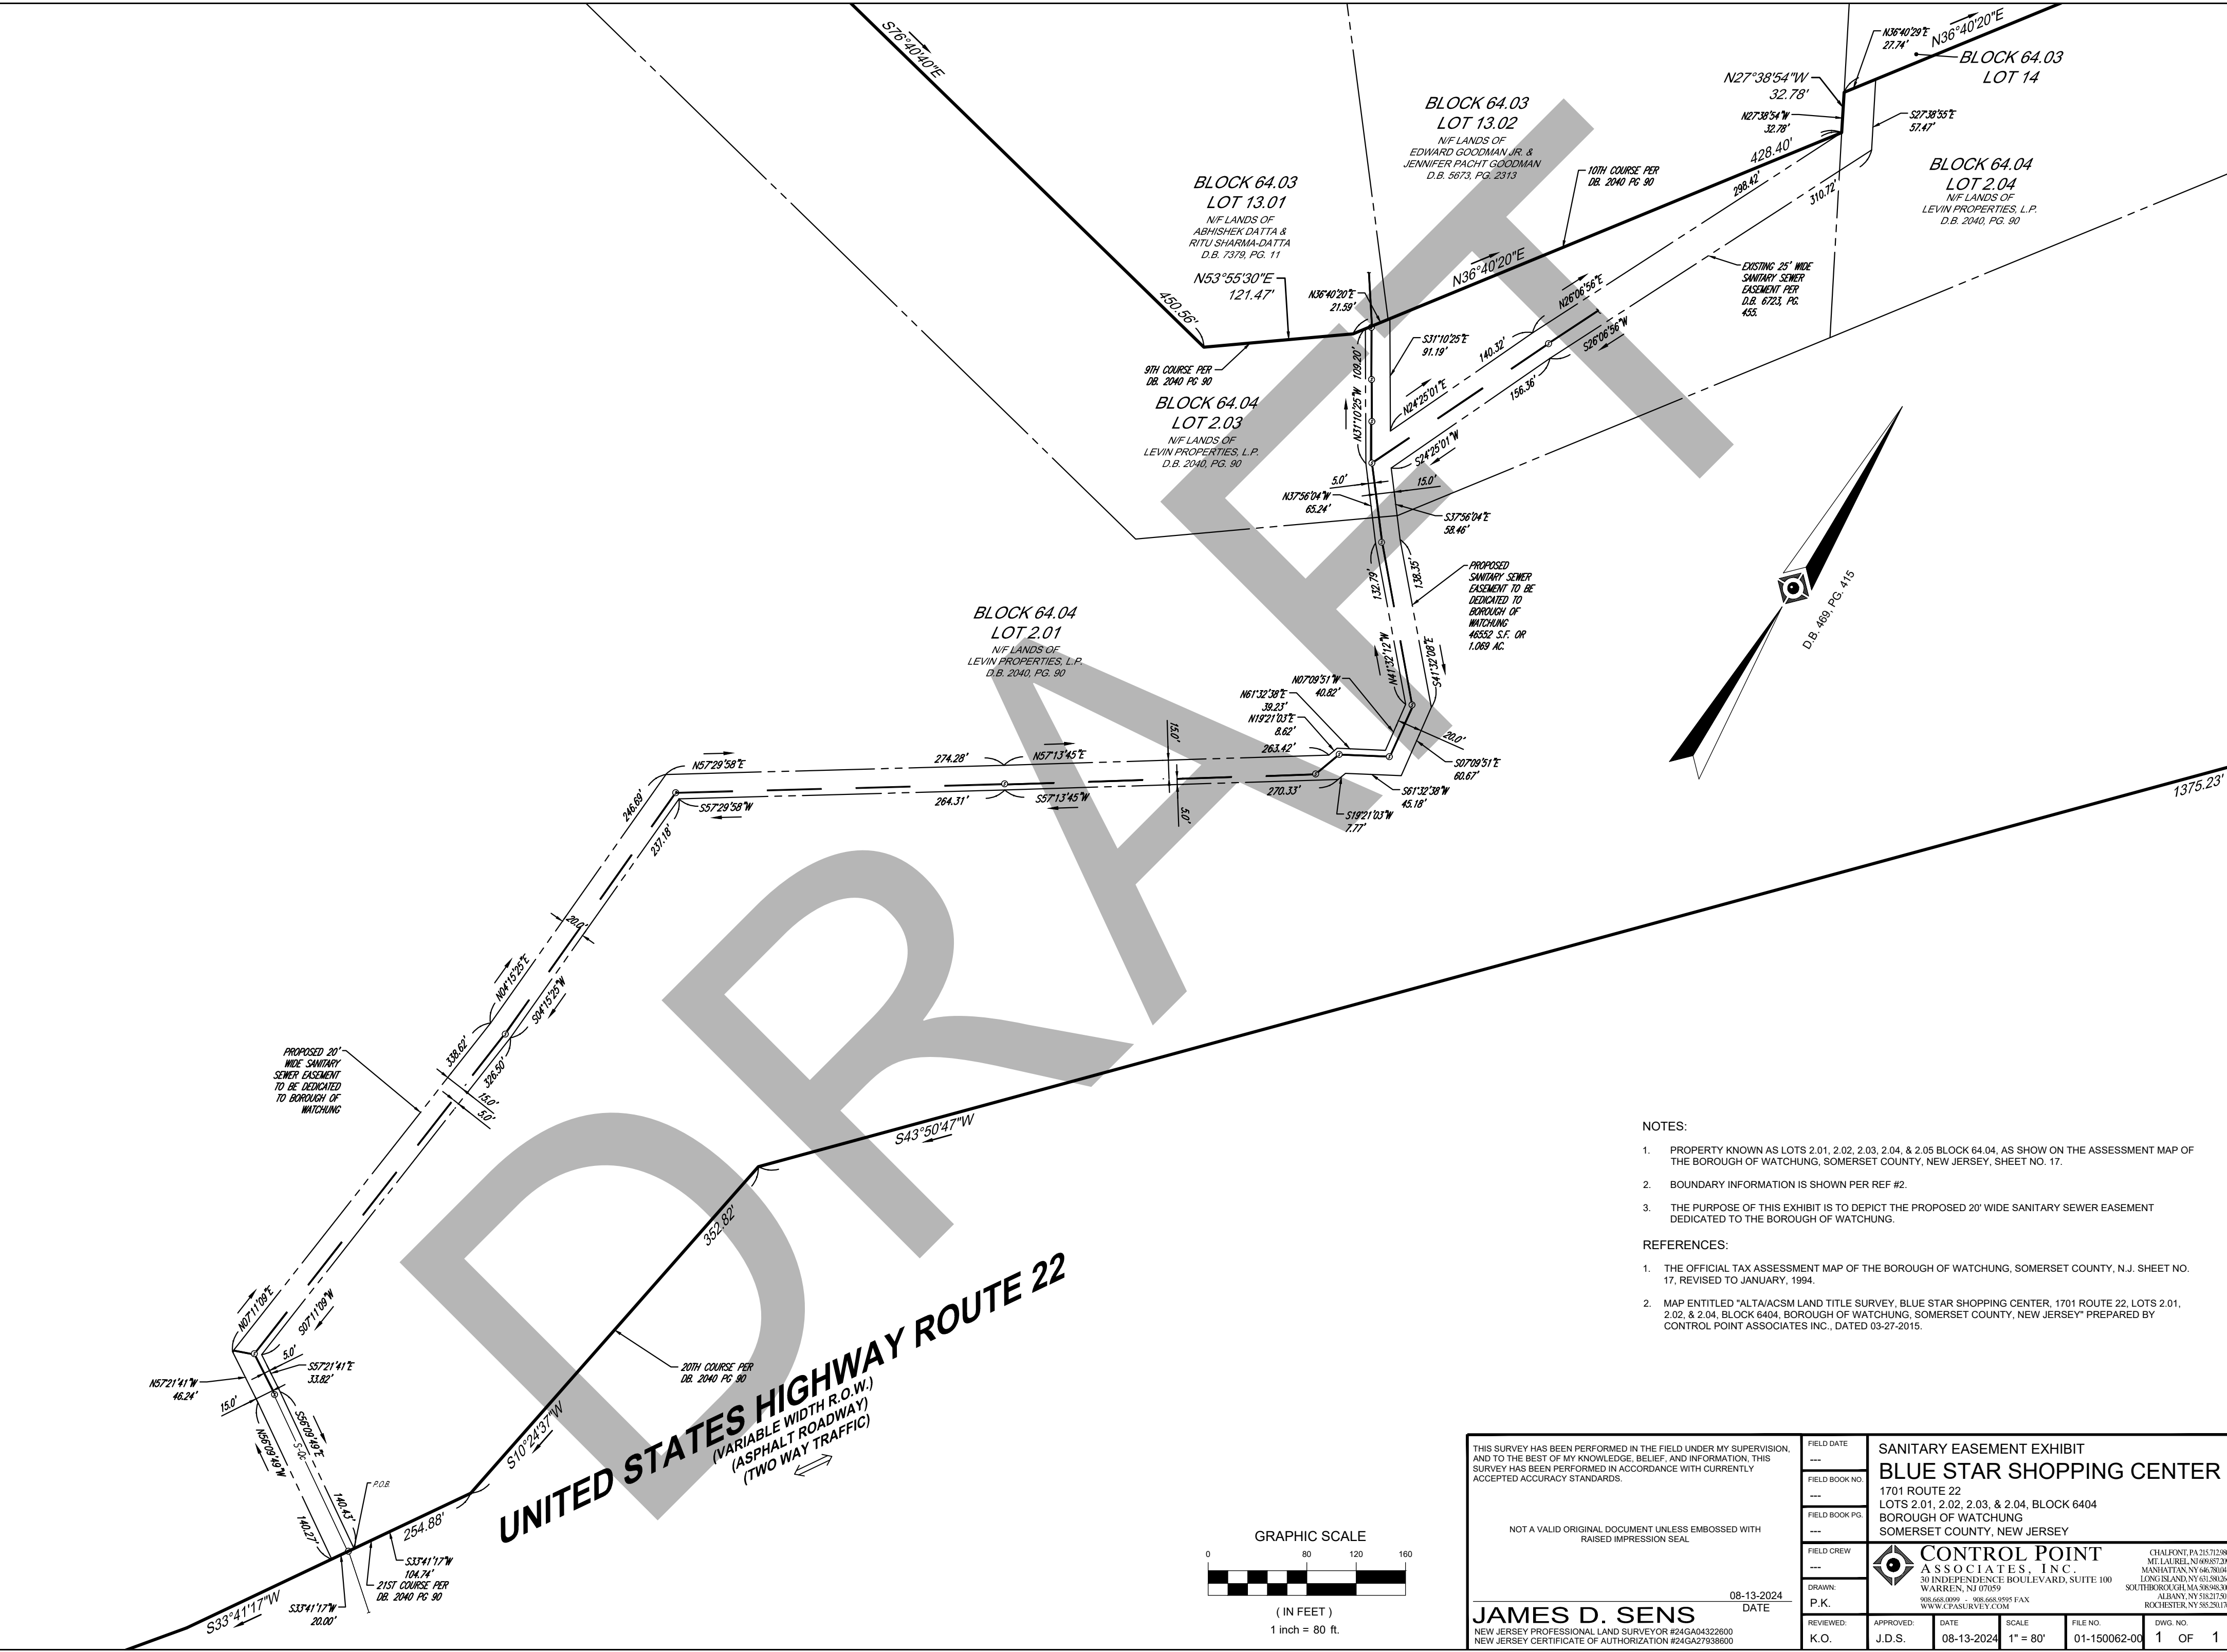 S76°40'40"E
450.56'
BLOCK 64.03
LOT 13.01
N/F LANDS OF
ABHISHEK DATTA &
RITU SHARMA-DATTA
D.B. 7379, PG. 11
N53°55'30"E
121.47'
9TH COURSE PER
DB. 2040 PG 90
BLOCK 64.04
LOT 2.03
N/F LANDS OF
LEVIN PROPERTIES, L.P.
D.B. 2040, PG. 90
BLOCK 64.03
LOT 13.02
N/F LANDS OF
EDWARD GOODMAN JR. &
JENNIFER PACHT GOODMAN
D.B. 5673, PG. 2313
10TH COURSE PER
DB. 2040 PG 90
N36°40'20"E
428.40'
N27°38'54"W
32.78'
N27°38'54"W
32.78'
N36°40'29"E
27.74'
N36°40'20"E
BLOCK 64.03
LOT 14
S27°38'55"E
57.47'
BLOCK 64.04
LOT 2.04
N/F LANDS OF
LEVIN PROPERTIES, L.P.
D.B. 2040, PG. 90
298.42'
310.72'
EXISTING 25' WIDE
SANITARY SEWER
EASEMENT PER
D.B. 6723, PG.
455.
N26°06'56"E
S26°06'56"W
140.32'
156.36'
N36°40'20"E
21.59'
S31°10'25"E
91.19'
109.20'
N31°10'25"W
N24°25'01"E
S24°25'01"W
5.0'
15.0'
N37°56'04"W
65.24'
S37°56'04"E
58.46'
132.79'
138.35'
N41°32'12"W
S41°32'08"E
PROPOSED
SANITARY SEWER
EASEMENT TO BE
DEDICATED TO
BOROUGH OF
WATCHUNG
46552 S.F. OR
1.069 AC.
D.B. 469, PG. 415
BLOCK 64.04
LOT 2.01
N/F LANDS OF
LEVIN PROPERTIES, L.P.
D.B. 2040, PG. 90
N07°09'51"W
40.82'
N61°32'38"E
39.23'
N19°21'03"E
8.62'
263.42'
20.0'
S07°09'51"E
60.67'
S61°32'38"W
45.18'
S19°21'03"W
7.77'
270.33'
15.0'
5.0'
N57°13'45"E
S57°13'45"W
274.28'
264.31'
N57°29'58"E
S57°29'58"W
246.69'
237.18'
20.0'
N04°15'25"E
S04°15'25"W
338.62'
326.50'
15.0'
5.0'
PROPOSED 20'
WIDE SANITARY
SEWER EASEMENT
TO BE DEDICATED
TO BOROUGH OF
WATCHUNG
N07°11'09"E
S07°11'09"W
5.0'
S57°21'41"E
33.82'
N57°21'41"W
46.24'
15.0'
N56°09'49"W
S56°09'49"E
140.27'
140.43'
P.O.B.
S33°41'17"W
104.74'
21ST COURSE PER
DB. 2040 PG 90
S33°41'17"W
20.00'
S33°41'17"W
254.88'
S10°24'37"W
352.82'
20TH COURSE PER
DB. 2040 PG 90
S43°50'47"W
1375.23'
UNITED STATES HIGHWAY ROUTE 22
(VARIABLE WIDTH R.O.W.)
(ASPHALT ROADWAY)
(TWO WAY TRAFFIC)
DRAFT
NOTES:
1. PROPERTY KNOWN AS LOTS 2.01, 2.02, 2.03, 2.04, & 2.05 BLOCK 64.04, AS SHOW ON THE ASSESSMENT MAP OF
THE BOROUGH OF WATCHUNG, SOMERSET COUNTY, NEW JERSEY, SHEET NO. 17.
2. BOUNDARY INFORMATION IS SHOWN PER REF #2.
3. THE PURPOSE OF THIS EXHIBIT IS TO DEPICT THE PROPOSED 20' WIDE SANITARY SEWER EASEMENT
DEDICATED TO THE BOROUGH OF WATCHUNG.
REFERENCES:
1. THE OFFICIAL TAX ASSESSMENT MAP OF THE BOROUGH OF WATCHUNG, SOMERSET COUNTY, N.J. SHEET NO.
17, REVISED TO JANUARY, 1994.
2. MAP ENTITLED "ALTA/ACSM LAND TITLE SURVEY, BLUE STAR SHOPPING CENTER, 1701 ROUTE 22, LOTS 2.01,
2.02, & 2.04, BLOCK 6404, BOROUGH OF WATCHUNG, SOMERSET COUNTY, NEW JERSEY" PREPARED BY
CONTROL POINT ASSOCIATES INC., DATED 03-27-2015.
GRAPHIC SCALE
0 80 120 160
( IN FEET )
1 inch = 80 ft.
THIS SURVEY HAS BEEN PERFORMED IN THE FIELD UNDER MY SUPERVISION,
AND TO THE BEST OF MY KNOWLEDGE, BELIEF, AND INFORMATION, THIS
SURVEY HAS BEEN PERFORMED IN ACCORDANCE WITH CURRENTLY
ACCEPTED ACCURACY STANDARDS.
NOT A VALID ORIGINAL DOCUMENT UNLESS EMBOSSED WITH
RAISED IMPRESSION SEAL
08-13-2024
JAMES D. SENS
DATE
NEW JERSEY PROFESSIONAL LAND SURVEYOR #24GA04322600
NEW JERSEY CERTIFICATE OF AUTHORIZATION #24GA27938600
FIELD DATE
---
FIELD BOOK NO.
---
FIELD BOOK PG.
---
FIELD CREW
---
DRAWN:
P.K.
REVIEWED:
K.O.
SANITARY EASEMENT EXHIBIT
BLUE STAR SHOPPING CENTER
1701 ROUTE 22
LOTS 2.01, 2.02, 2.03, & 2.04, BLOCK 6404
BOROUGH OF WATCHUNG
SOMERSET COUNTY, NEW JERSEY
CONTROL POINT
ASSOCIATES, INC.
30 INDEPENDENCE BOULEVARD, SUITE 100
WARREN, NJ 07059
908.668.0099 - 908.668.9595 FAX
WWW.CPASURVEY.COM
CHALFONT, PA
MT. LAUREL, NJ
MANHATTAN, NY
LONG ISLAND, NY
SOUTHBOROUGH, MA
ALBANY, NY
ROCHESTER, NY
APPROVED:
J.D.S.
DATE
08-13-2024
SCALE
1" = 80'
FILE NO.
01-150062-00
DWG. NO.
1 OF 1